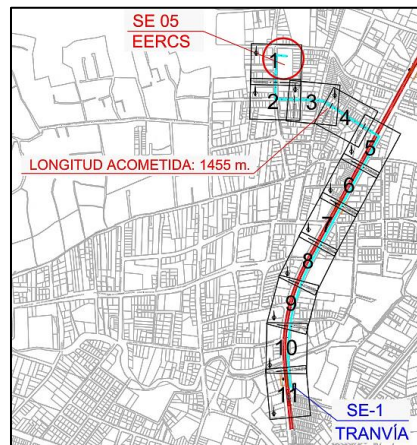 SE 05
EERCS
1
2
3
4
5
LONGITUD ACOMETIDA: 1455 m.
6
7
8
9
10
11
SE-1
TRANVÍA